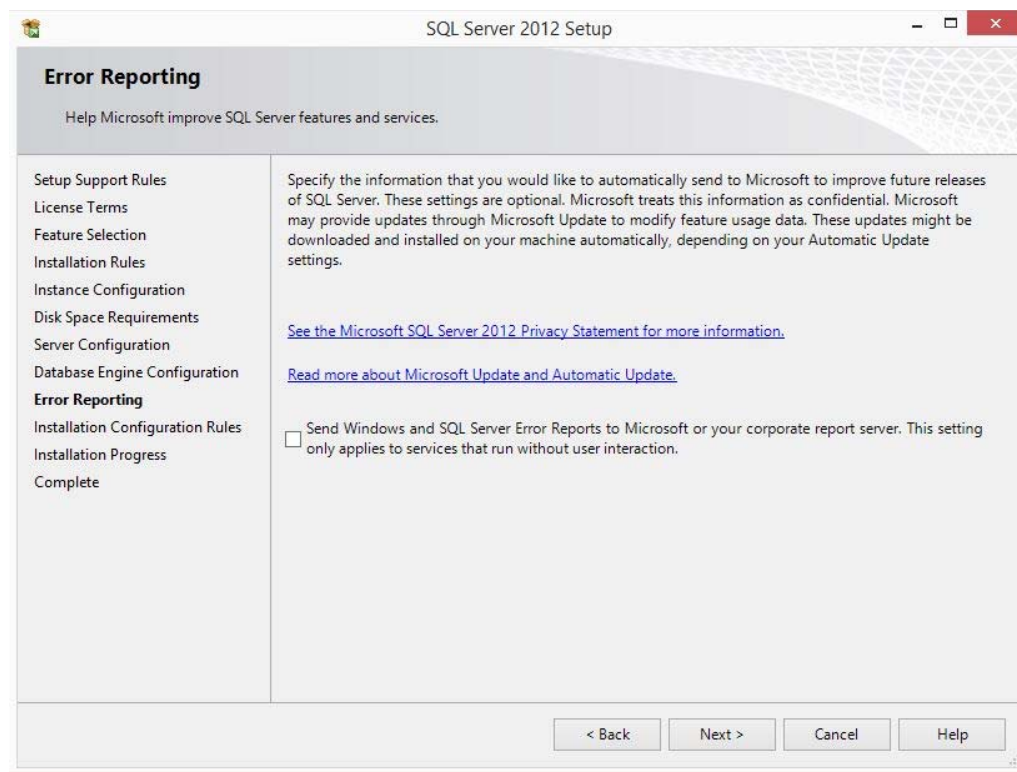 SQL Server 2012 Setup
Error Reporting
Help Microsoft improve SQL Server features and services.
Setup Support Rules
License Terms
Feature Selection
Installation Rules
Instance Configuration
Disk Space Requirements
Server Configuration
Database Engine Configuration
Error Reporting
Installation Configuration Rules
Installation Progress
Complete
Specify the information that you would like to automatically send to Microsoft to improve future releases
of SQL Server. These settings are optional. Microsoft treats this information as confidential. Microsoft
may provide updates through Microsoft Update to modify feature usage data. These updates might be
downloaded and installed on your machine automatically, depending on your Automatic Update
settings.
See the Microsoft SQL Server 2012 Privacy Statement for more information.
Read more about Microsoft Update and Automatic Update.
Send Windows and SQL Server Error Reports to Microsoft or your corporate report server. This setting
only applies to services that run without user interaction.
< Back
Next >
Cancel
Help